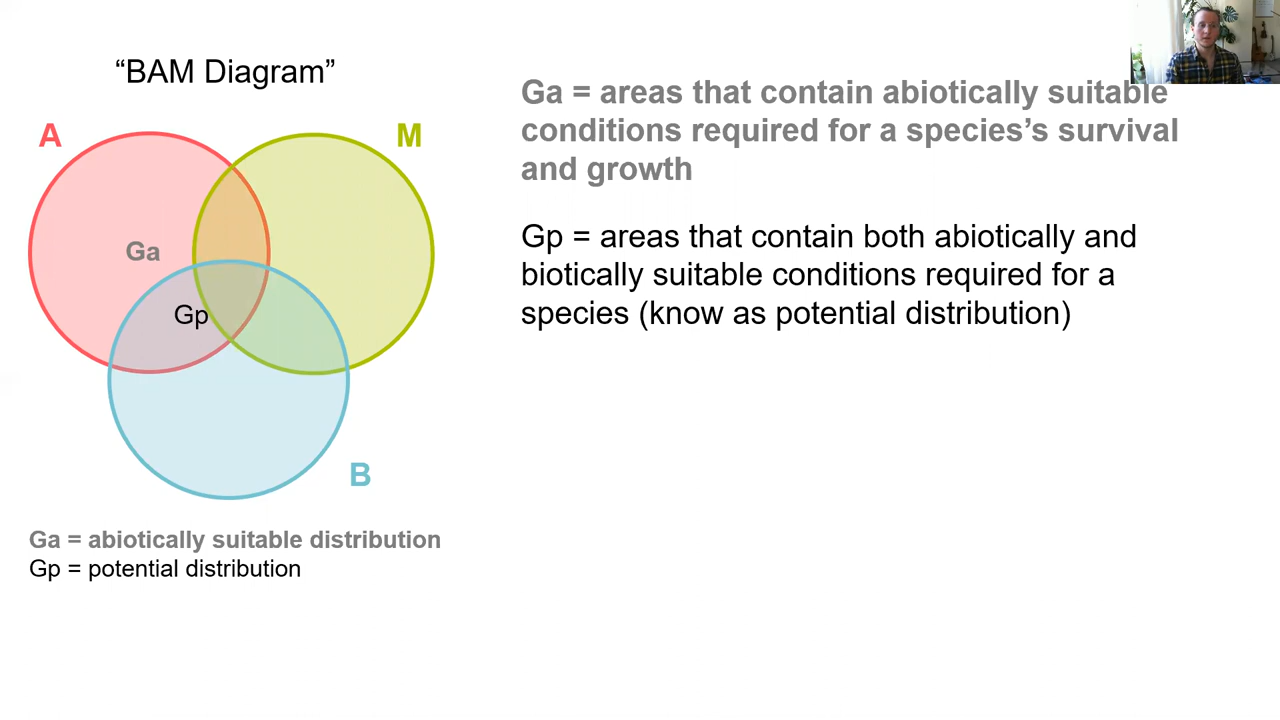 “BAM Diagram”
A
M
Ga
Gp
B
Ga = abiotically suitable distribution
Gp = potential distribution
Ga = areas that contain abiotically suitable
conditions required for a species’s survival
and growth
Gp = areas that contain both abiotically and
biotically suitable conditions required for a
species (know as potential distribution)